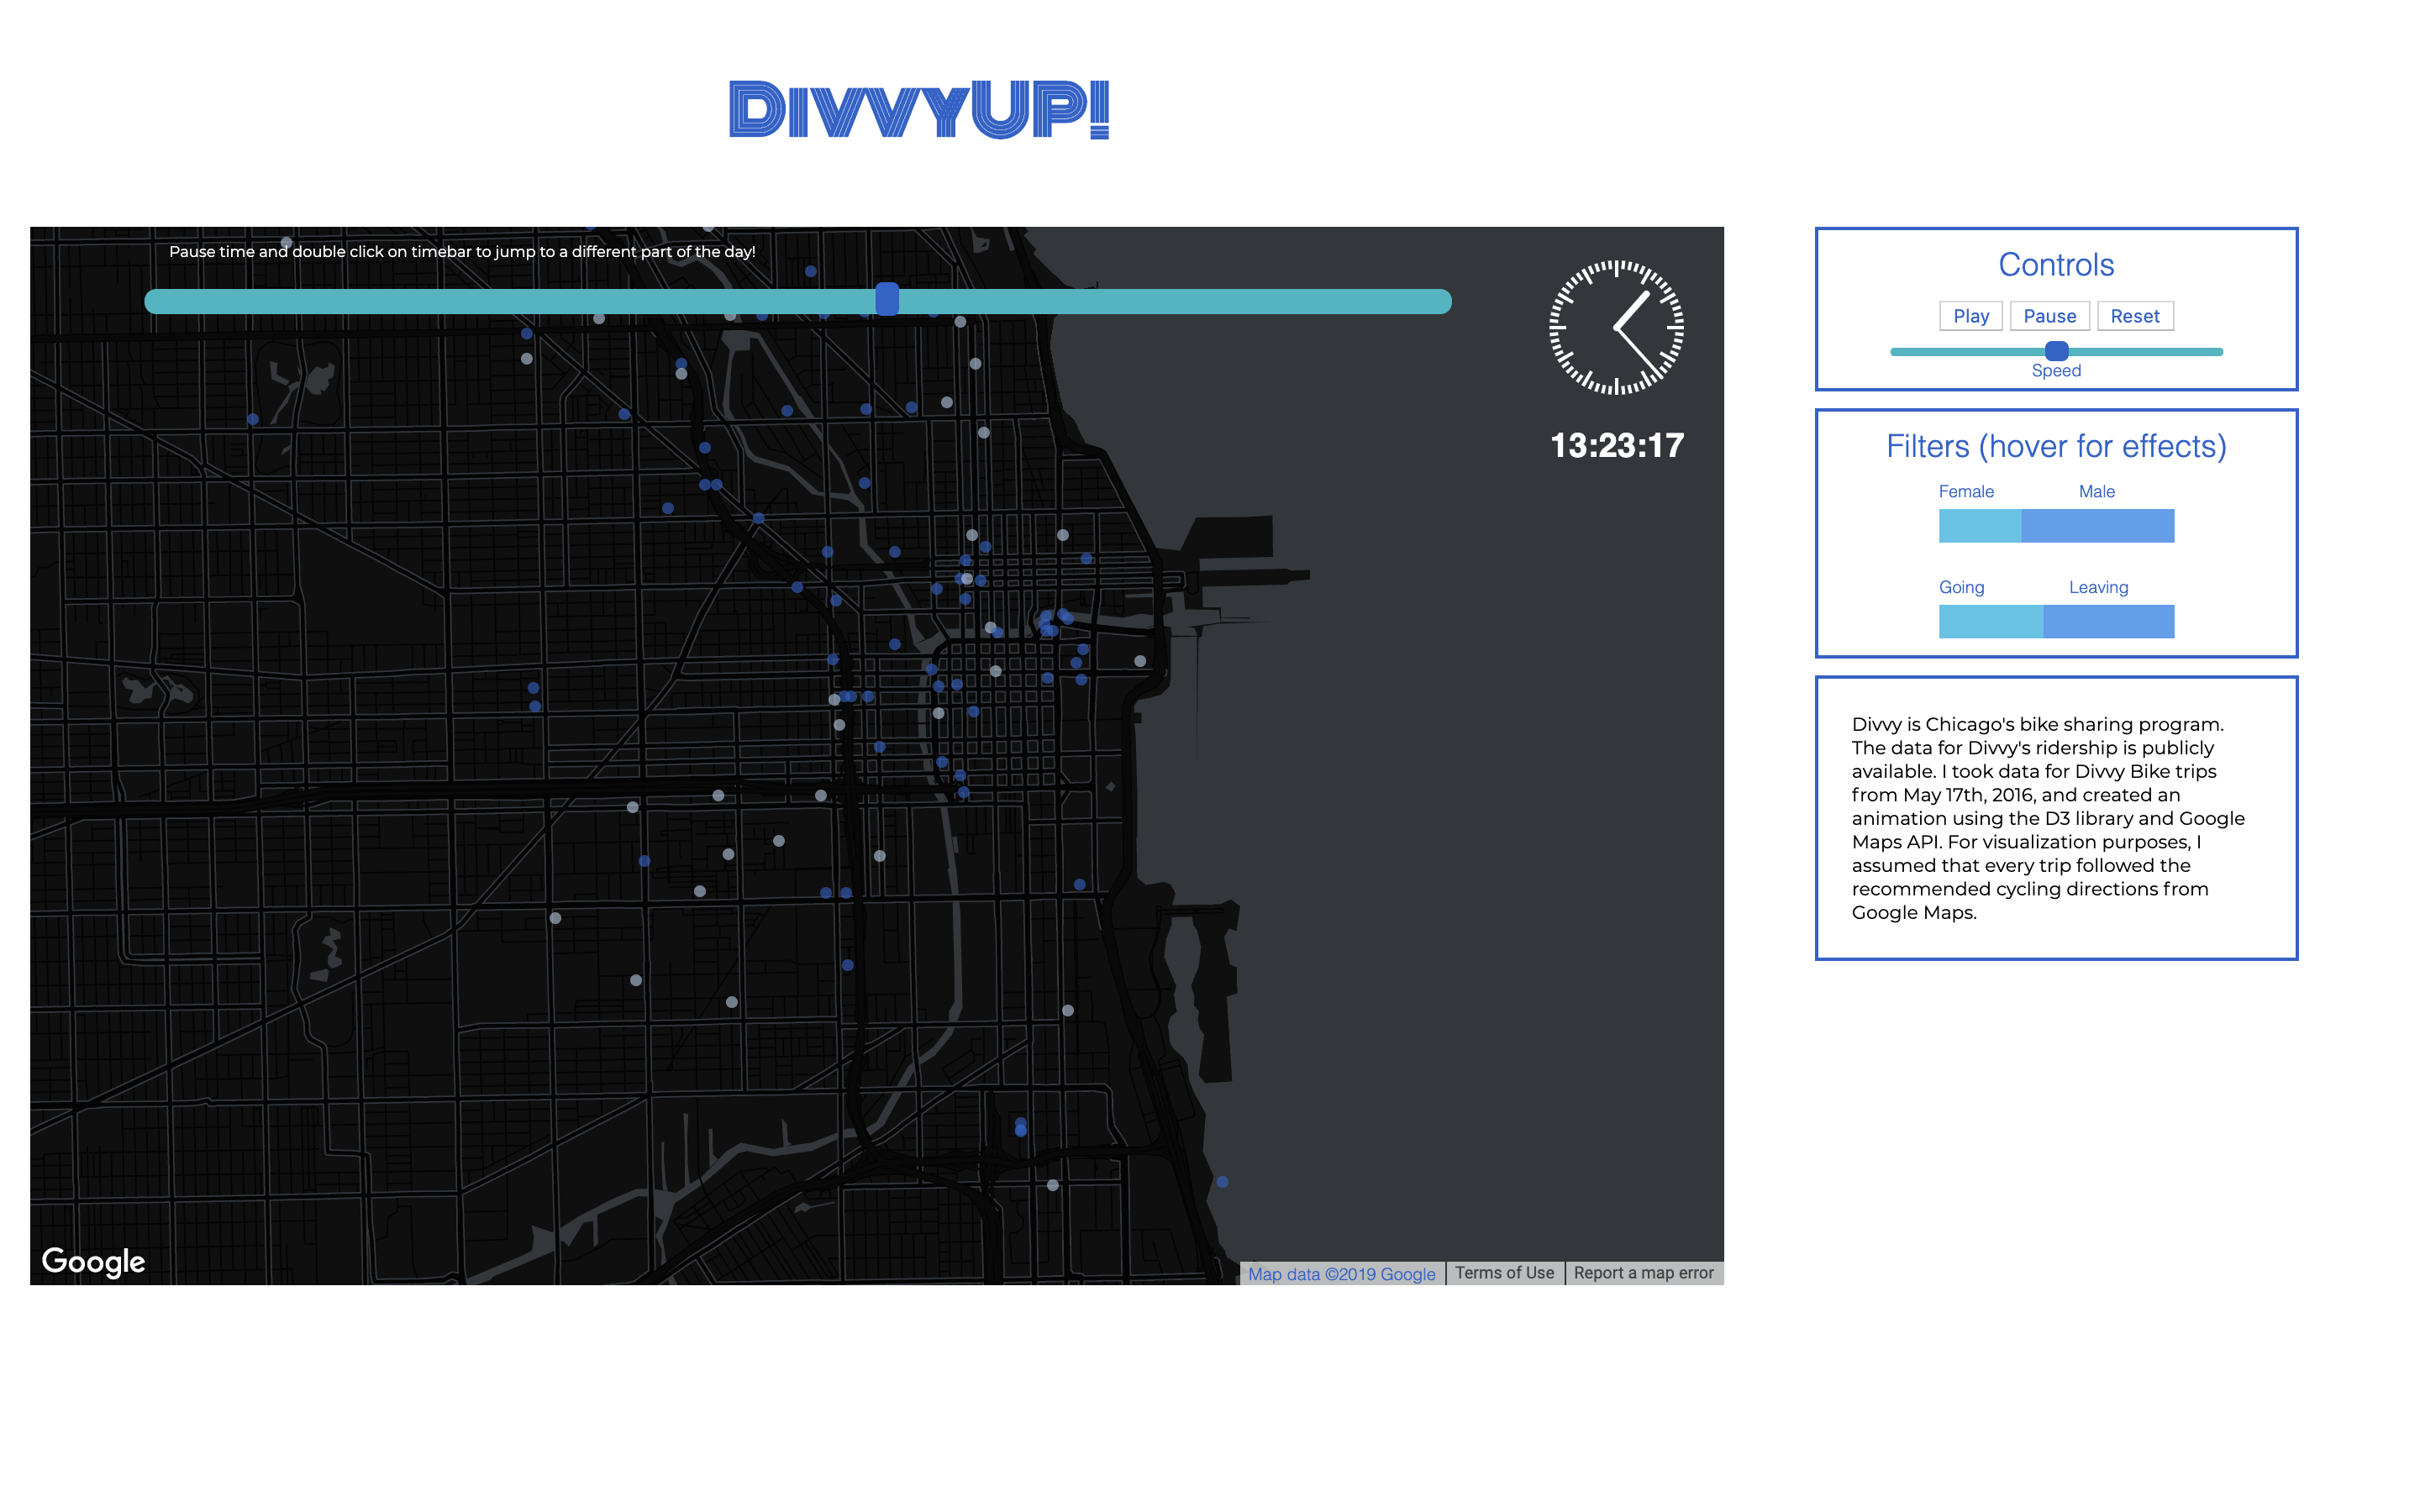 DIVVYUP!
Pause time and double click on timebar to jump to a different part of the day!
13:23:17
Google
Map data ©2019 Google
Terms of Use
Report a map error
Controls
Play
Pause
Reset
Speed
Filters (hover for effects)
Female
Male
Going
Leaving
Divvy is Chicago's bike sharing program.
The data for Divvy's ridership is publicly
available. I took data for Divvy Bike trips
from May 17th, 2016, and created an
animation using the D3 library and Google
Maps API. For visualization purposes, I
assumed that every trip followed the
recommended cycling directions from
Google Maps.